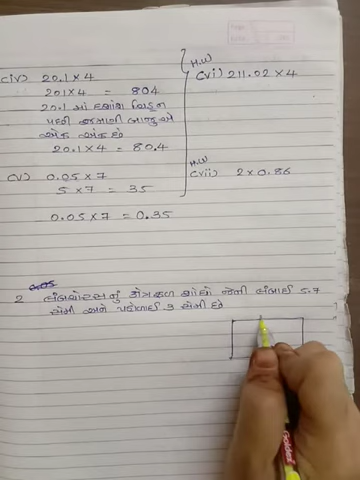 (iv) 20.1 × 4
201 × 4 = 804
20.1 માં દશાંશ ચિહ્ન
પછી જમણી બાજુએ
એક અંક છે
20.1 × 4 = 80.4
(v) 0.05 × 7
5 × 7 = 35
0.05 × 7 = 0.35
H.W
(vi) 211.02 × 4
H.W
(vii) 2 × 0.86
2 લંબચોરસનું ક્ષેત્રફળ શોધો જેની લંબાઈ 5.7
સેમી અને પહોળાઈ 3 સેમી છે